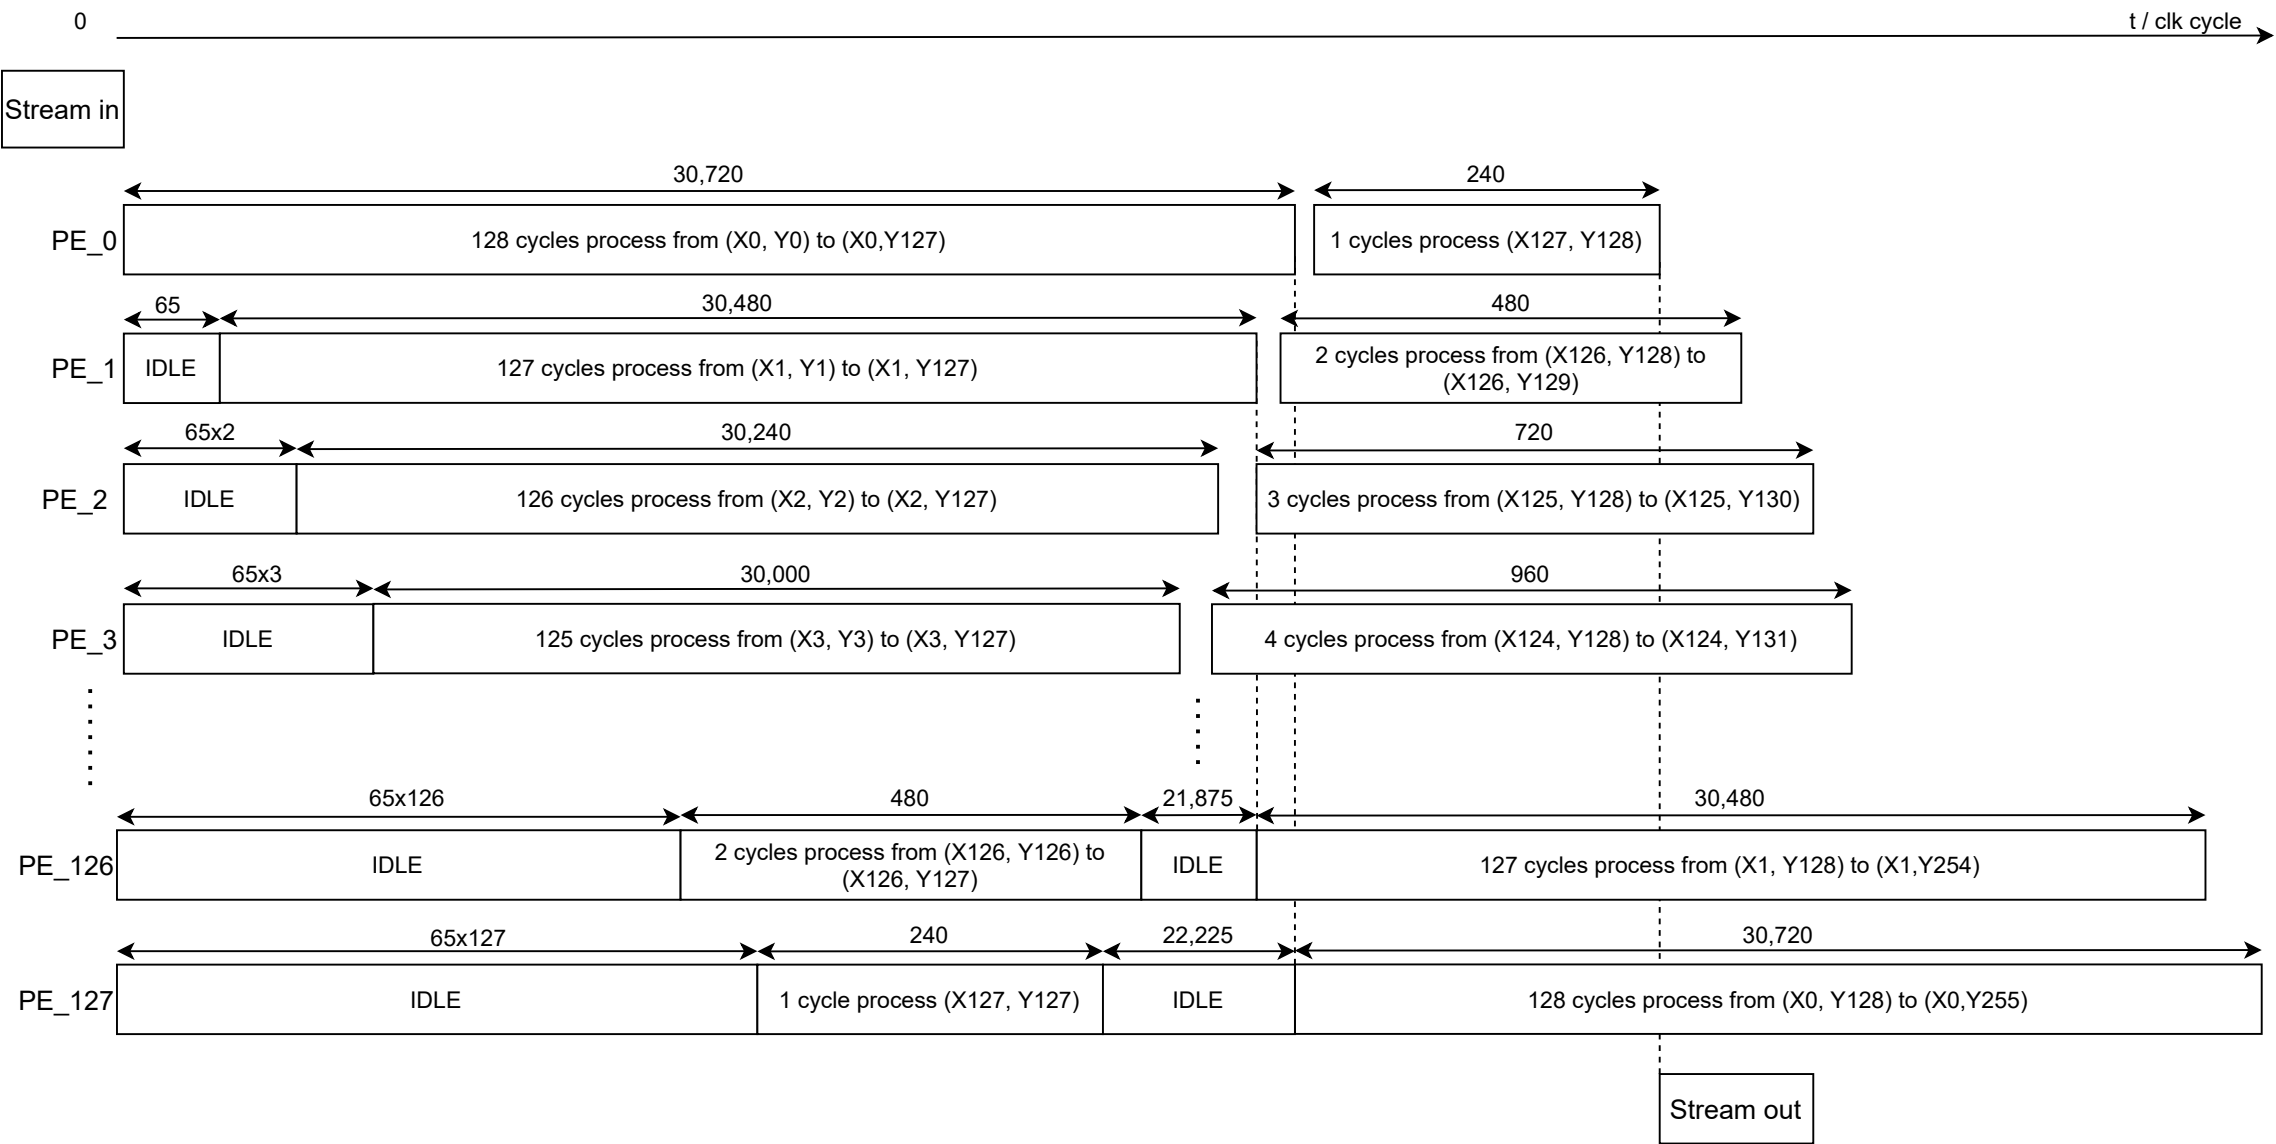 0
t / clk cycle
Stream in
30,720
240
PE_0
128 cycles process from (X0, Y0) to (X0,Y127)
1 cycles process (X127, Y128)
65
30,480
480
PE_1
IDLE
127 cycles process from (X1, Y1) to (X1, Y127)
2 cycles process from (X126, Y128) to
(X126, Y129)
65x2
30,240
720
PE_2
IDLE
126 cycles process from (X2, Y2) to (X2, Y127)
3 cycles process from (X125, Y128) to (X125, Y130)
65x3
30,000
960
PE_3
IDLE
125 cycles process from (X3, Y3) to (X3, Y127)
4 cycles process from (X124, Y128) to (X124, Y131)
65x126
480
21,875
30,480
PE_126
IDLE
2 cycles process from (X126, Y126) to
(X126, Y127)
IDLE
127 cycles process from (X1, Y128) to (X1,Y254)
65x127
240
22,225
30,720
PE_127
IDLE
1 cycle process (X127, Y127)
IDLE
128 cycles process from (X0, Y128) to (X0,Y255)
Stream out